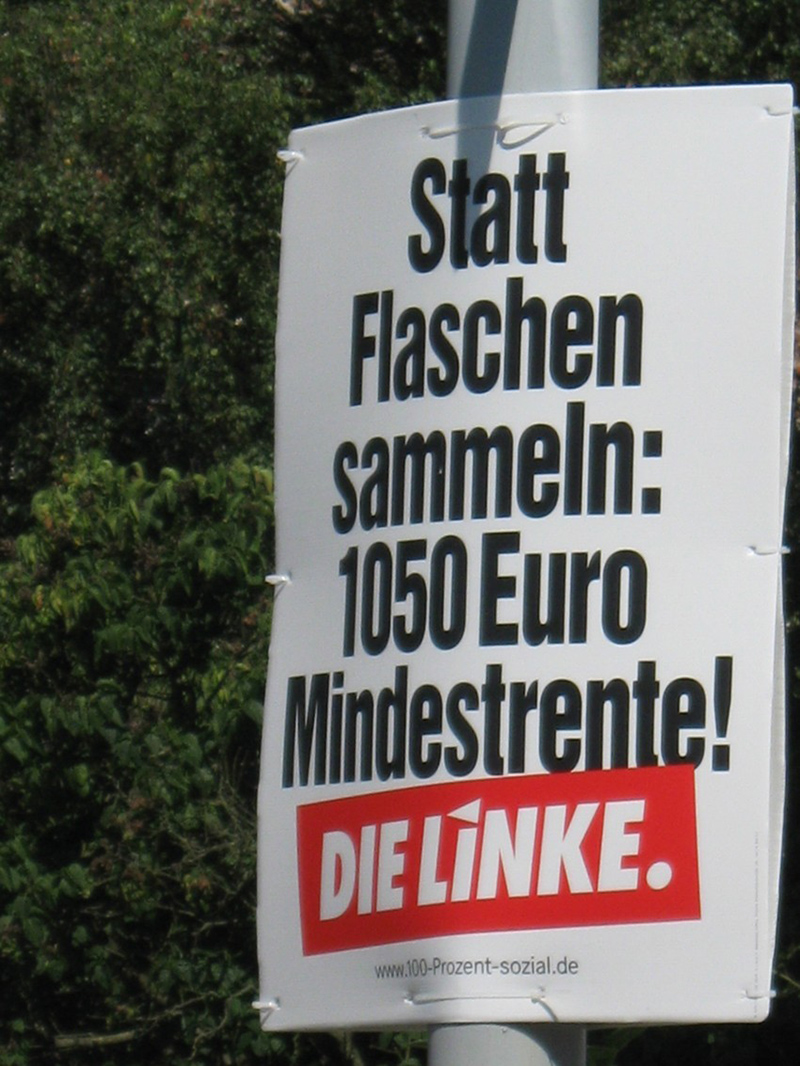 Statt
Flaschen
sammeln:
1050 Euro
Mindestrente!
DIE LINKE.
www.100-Prozent-sozial.de